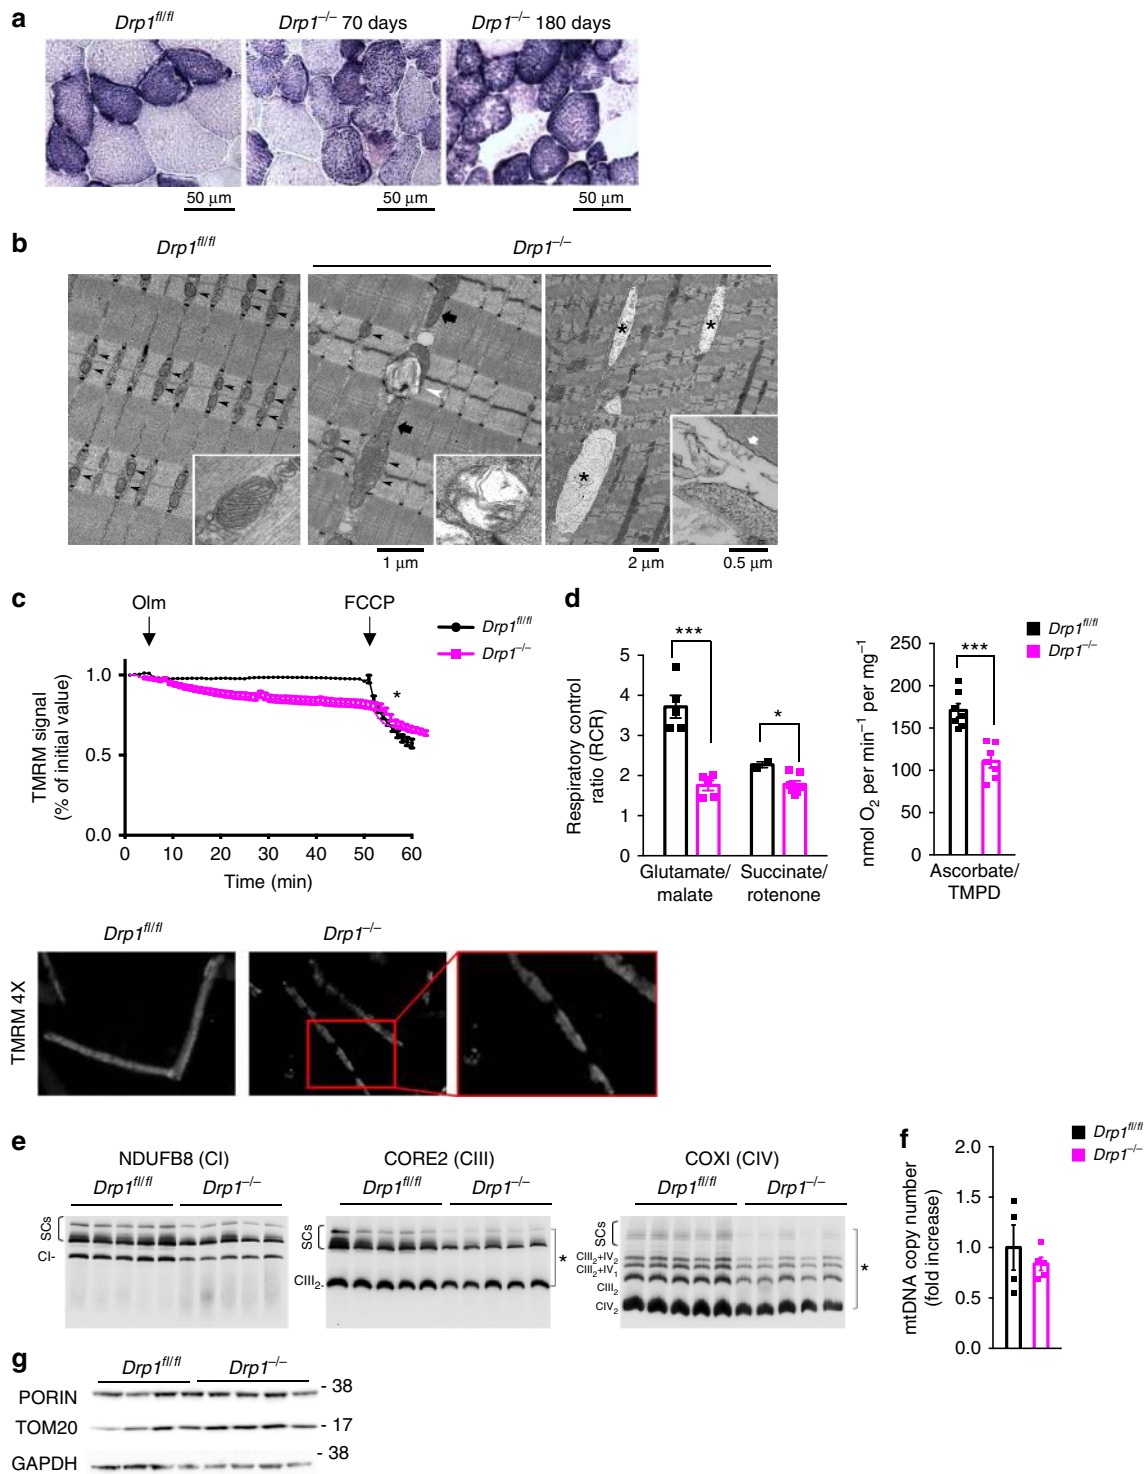 a
Drp1fl/fl
Drp1–/– 70 days
Drp1–/– 180 days
50 μm
50 μm
50 μm
b
Drp1fl/fl
Drp1–/–
*
*
*
1 μm
2 μm
0.5 μm
c
Olm
FCCP
Drp1fl/fl
Drp1–/–
TMRM signal
(% of initial value)
1.0
0.5
0.0
*
0 10 20 30 40 50 60
Time (min)
d
Drp1fl/fl
Drp1–/–
Respiratory control
ratio (RCR)
5
4
3
2
1
0
***
*
Glutamate/
malate
Succinate/
rotenone
nmol O2 per min–1 per mg–1
250
200
150
100
50
0
***
Ascorbate/
TMPD
Drp1fl/fl
Drp1–/–
TMRM 4X
e
NDUFB8 (CI)
Drp1fl/fl Drp1–/–
SCs
CI-
CORE2 (CIII)
Drp1fl/fl Drp1–/–
SCs
CIII2-
*
COXI (CIV)
Drp1fl/fl Drp1–/–
SCs
CIII2+IV2
CIII2+IV1
CIII2
CIV2
*
f
Drp1fl/fl
Drp1–/–
mtDNA copy number
(fold increase)
2.0
1.5
1.0
0.5
0.0
g
Drp1fl/fl Drp1–/–
PORIN - 38
TOM20 - 17
GAPDH - 38